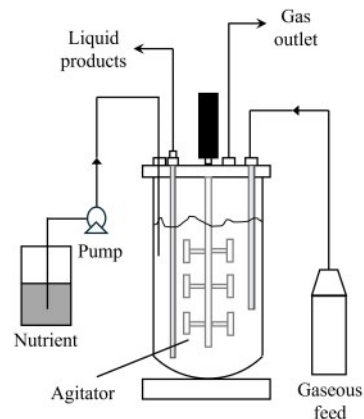 Liquid
products
Gas
outlet
Pump
Nutrient
Agitator
Gaseous
feed